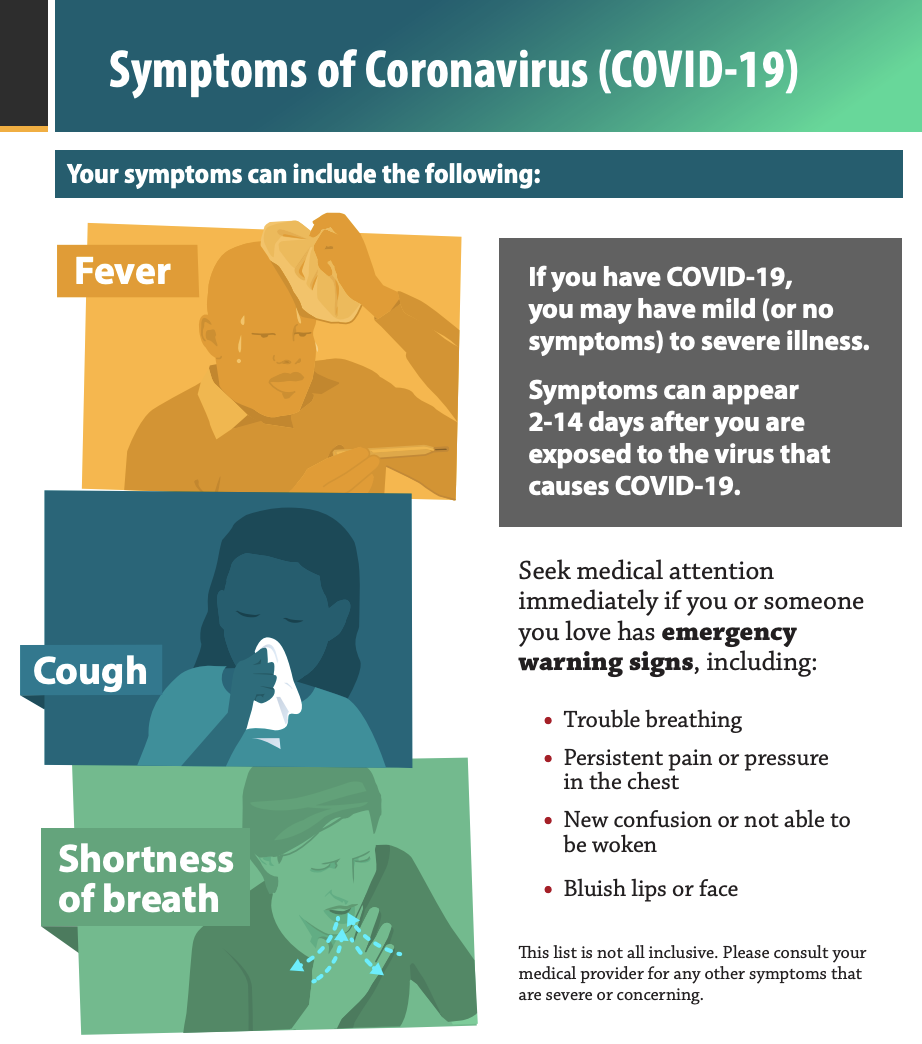 Symptoms of Coronavirus (COVID-19)
Your symptoms can include the following:
Fever
Cough
Shortness
of breath
If you have COVID-19,
you may have mild (or no
symptoms) to severe illness.
Symptoms can appear
2-14 days after you are
exposed to the virus that
causes COVID-19.
Seek medical attention
immediately if you or someone
you love has emergency
warning signs, including:
• Trouble breathing
• Persistent pain or pressure
in the chest
• New confusion or not able to
be woken
• Bluish lips or face
This list is not all inclusive. Please consult your
medical provider for any other symptoms that
are severe or concerning.